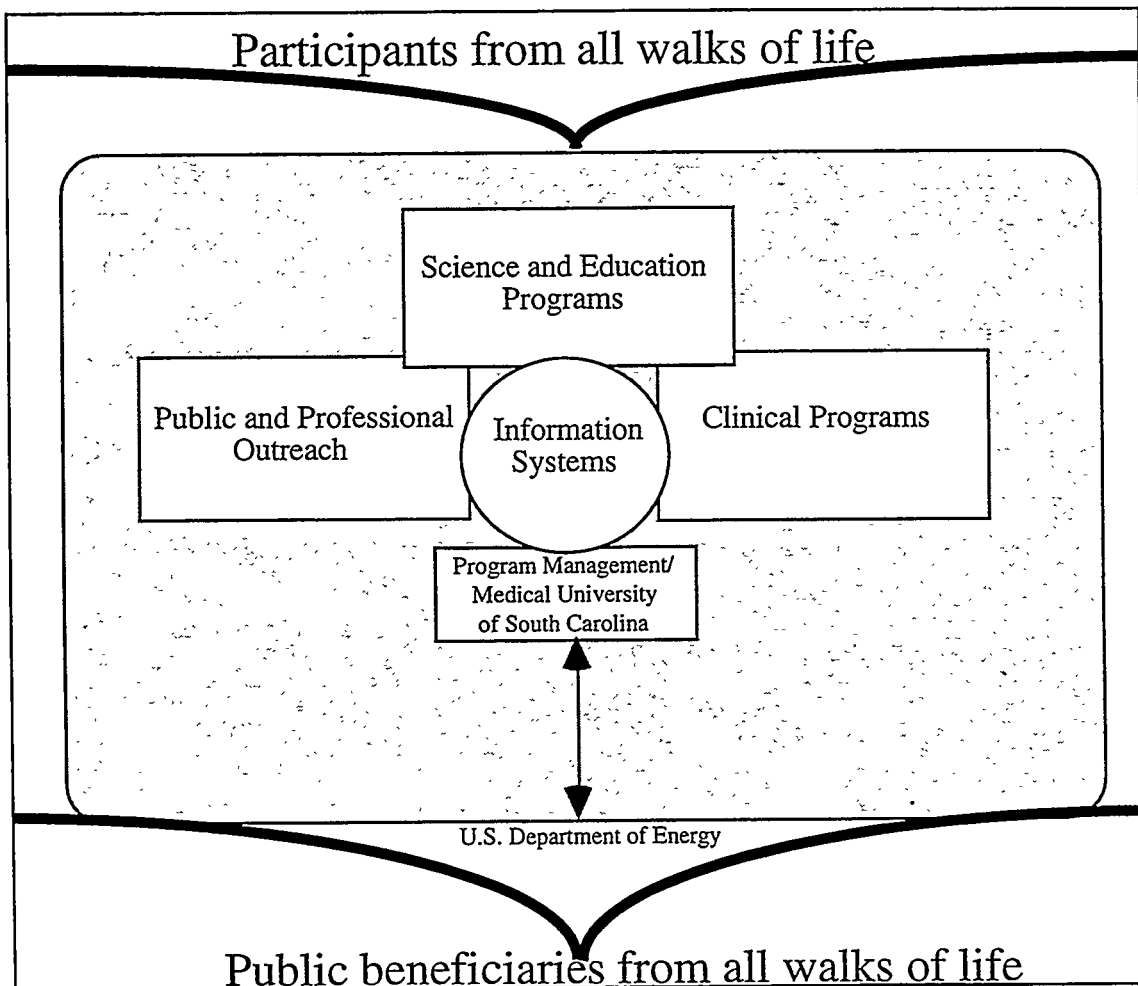 Participants from all walks of life
Science and Education
Programs
Public and Professional
Outreach
Information
Systems
Clinical Programs
Program Management/
Medical University
of South Carolina
U.S. Department of Energy
Public beneficiaries from all walks of life